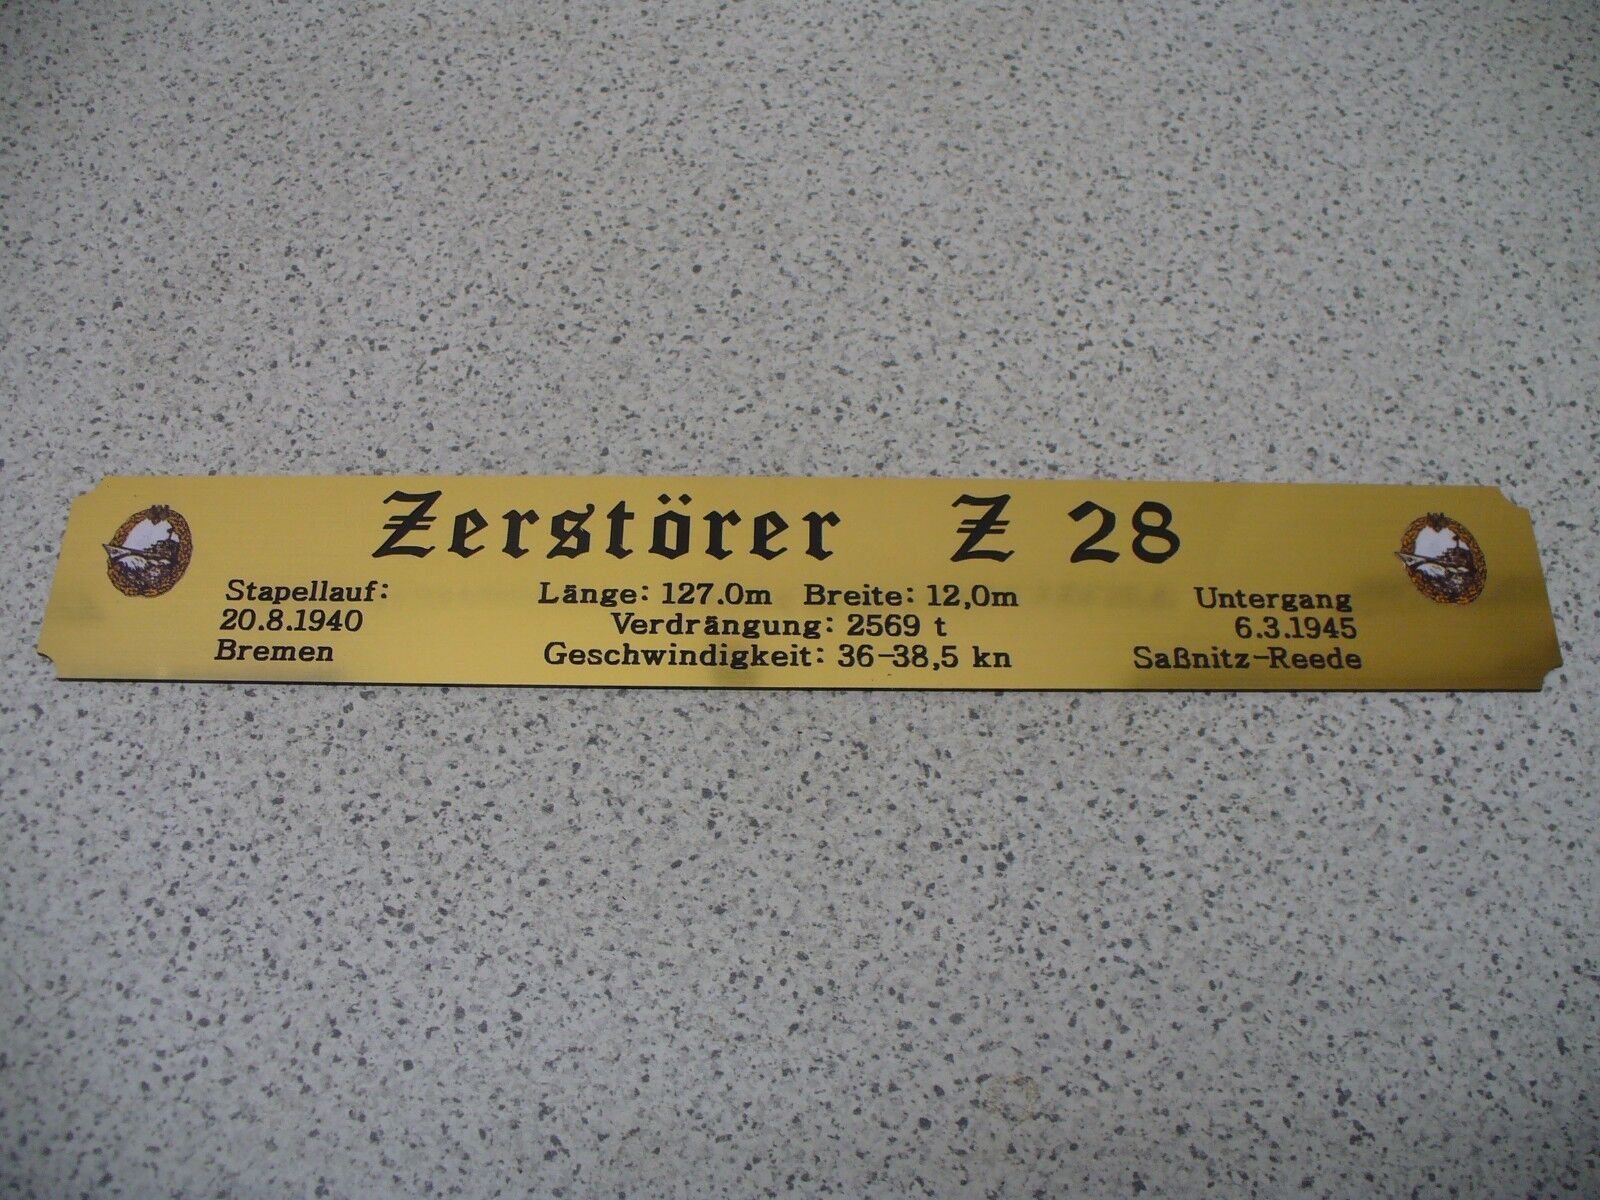 Zerstörer Z 28
Stapellauf:
20.8.1940
Bremen
Länge: 127.0m Breite: 12,0m
Verdrängung: 2569 t
Geschwindigkeit: 36-38,5 kn
Untergang
6.3.1945
Saßnitz-Reede